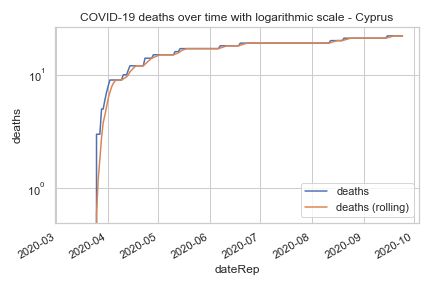 COVID-19 deaths over time with logarithmic scale - Cyprus
10¹
10⁰
deaths
2020-03
2020-04
2020-05
2020-06
2020-07
2020-08
2020-09
2020-10
dateRep
deaths
deaths (rolling)